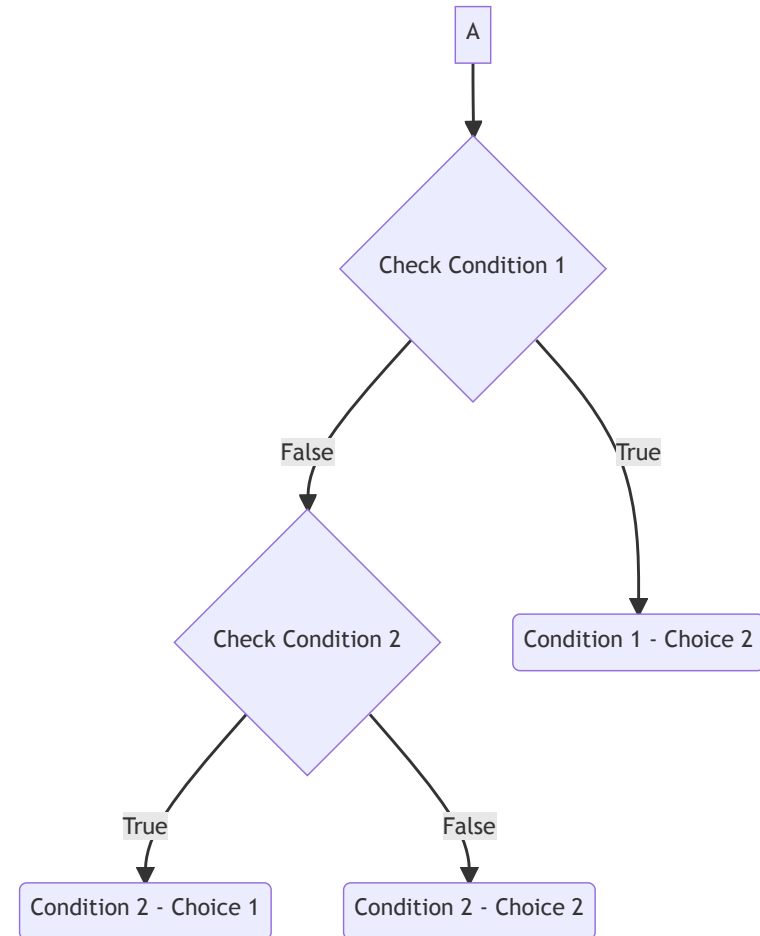 A
Check Condition 1
False
True
Check Condition 2
Condition 1 - Choice 2
True
False
Condition 2 - Choice 1
Condition 2 - Choice 2